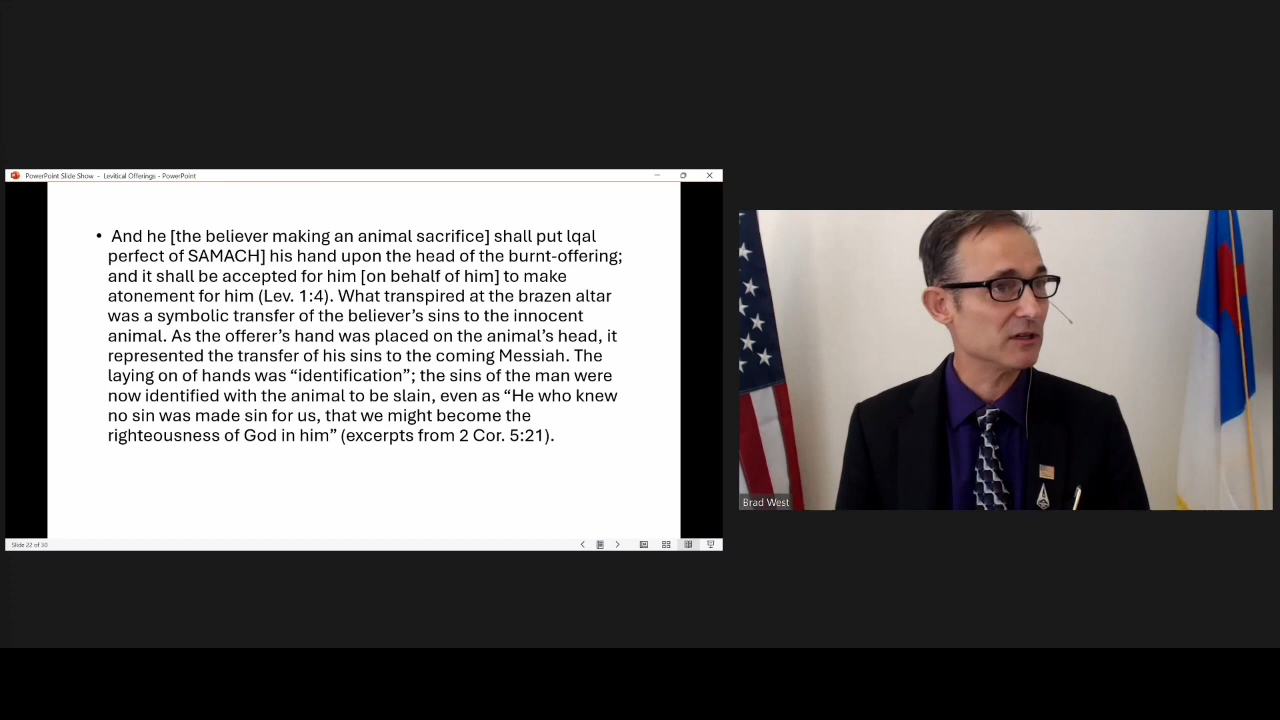 PowerPoint Slide Show - Levitical Offerings - PowerPoint
• And he [the believer making an animal sacrifice] shall put lqal
perfect of SAMACH] his hand upon the head of the burnt-offering;
and it shall be accepted for him [on behalf of him] to make
atonement for him (Lev. 1:4). What transpired at the brazen altar
was a symbolic transfer of the believer’s sins to the innocent
animal. As the offerer’s hand was placed on the animal’s head, it
represented the transfer of his sins to the coming Messiah. The
laying on of hands was “identification”; the sins of the man were
now identified with the animal to be slain, even as “He who knew
no sin was made sin for us, that we might become the
righteousness of God in him” (excerpts from 2 Cor. 5:21).
Slide 22 of 30
Brad West